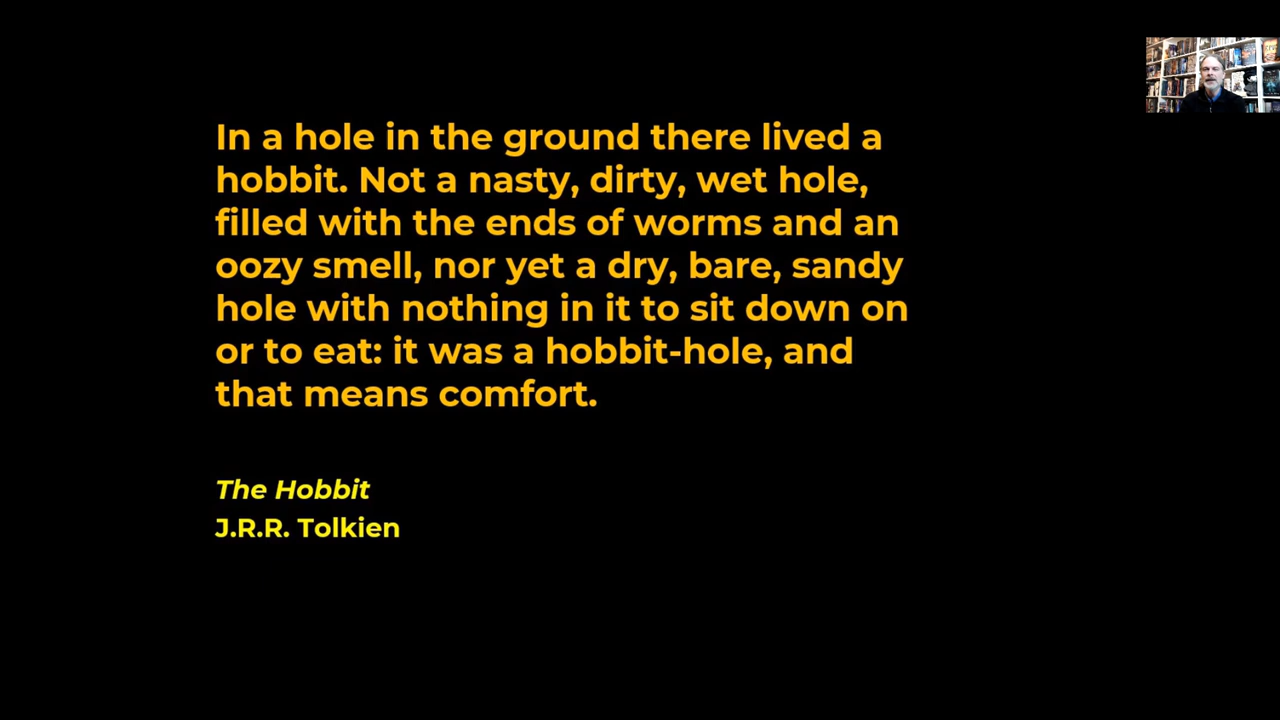 In a hole in the ground there lived a
hobbit. Not a nasty, dirty, wet hole,
filled with the ends of worms and an
oozy smell, nor yet a dry, bare, sandy
hole with nothing in it to sit down on
or to eat: it was a hobbit-hole, and
that means comfort.
The Hobbit
J.R.R. Tolkien